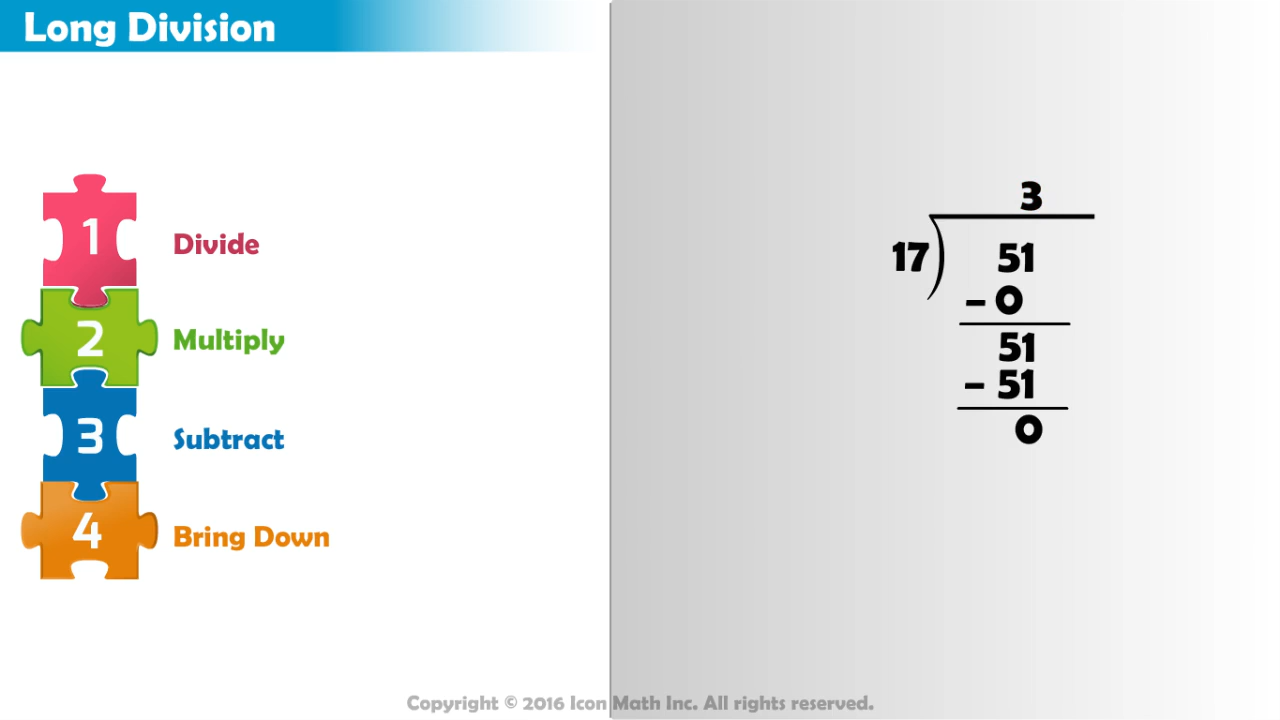 Long Division
1 Divide
2 Multiply
3 Subtract
4 Bring Down
3
17) 51
– 0
51
– 51
0
Copyright © 2016 Icon Math Inc. All rights reserved.